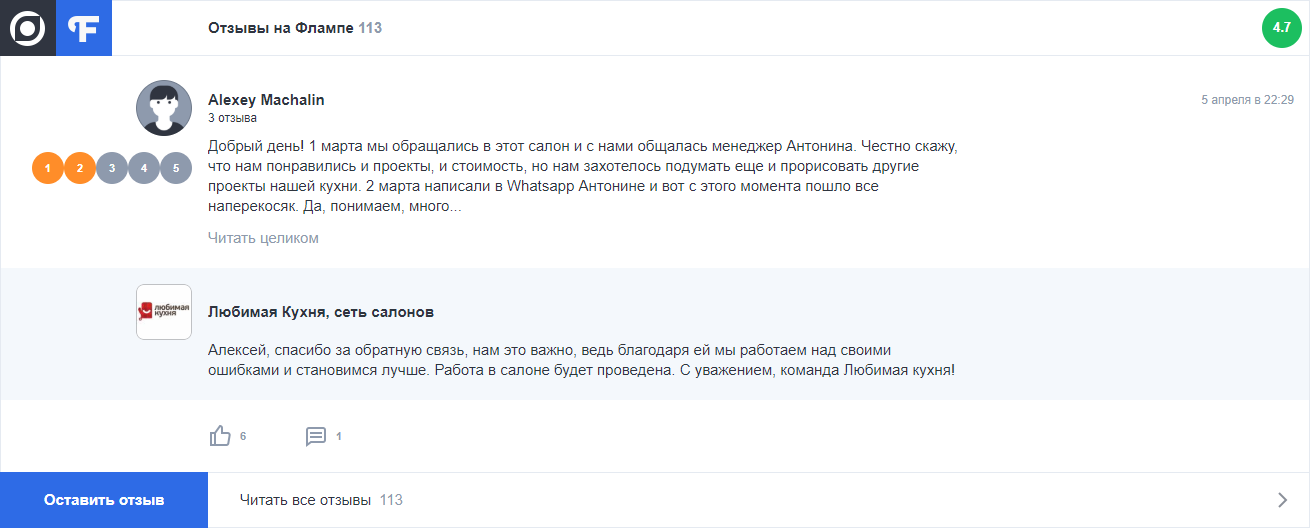 Отзывы на Флампе 113
4.7
Alexey Machalin
5 апреля в 22:29
3 отзыва
1 2 3 4 5
Добрый день! 1 марта мы обращались в этот салон и с нами общалась менеджер Антонина. Честно скажу,
что нам понравились и проекты, и стоимость, но нам захотелось подумать еще и прорисовать другие
проекты нашей кухни. 2 марта написали в Whatsapp Антонине и вот с этого момента пошло все
наперекосяк. Да, понимаем, много...
Читать целиком
любимая
кухня
Любимая Кухня, сеть салонов
Алексей, спасибо за обратную связь, нам это важно, ведь благодаря ей мы работаем над своими
ошибками и становимся лучше. Работа в салоне будет проведена. С уважением, команда Любимая кухня!
6
1
Оставить отзыв
Читать все отзывы 113